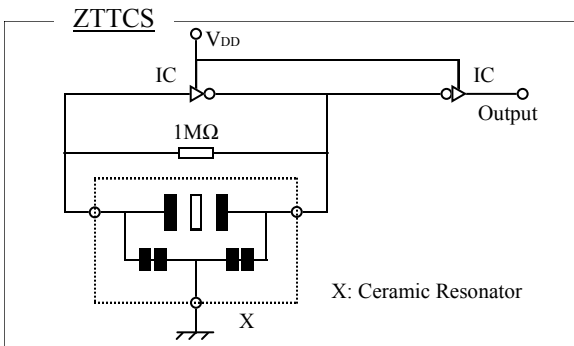 ZTTCS
VDD
IC
IC
Output
1MΩ
X: Ceramic Resonator
X